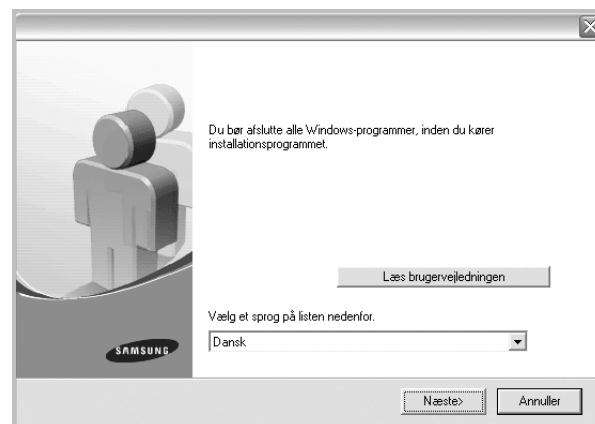 Du bør afslutte alle Windows-programmer, inden du kører
installationsprogrammet.
Læs brugervejledningen
Vælg et sprog på listen nedenfor.
Dansk
SAMSUNG
Næste> Annuller